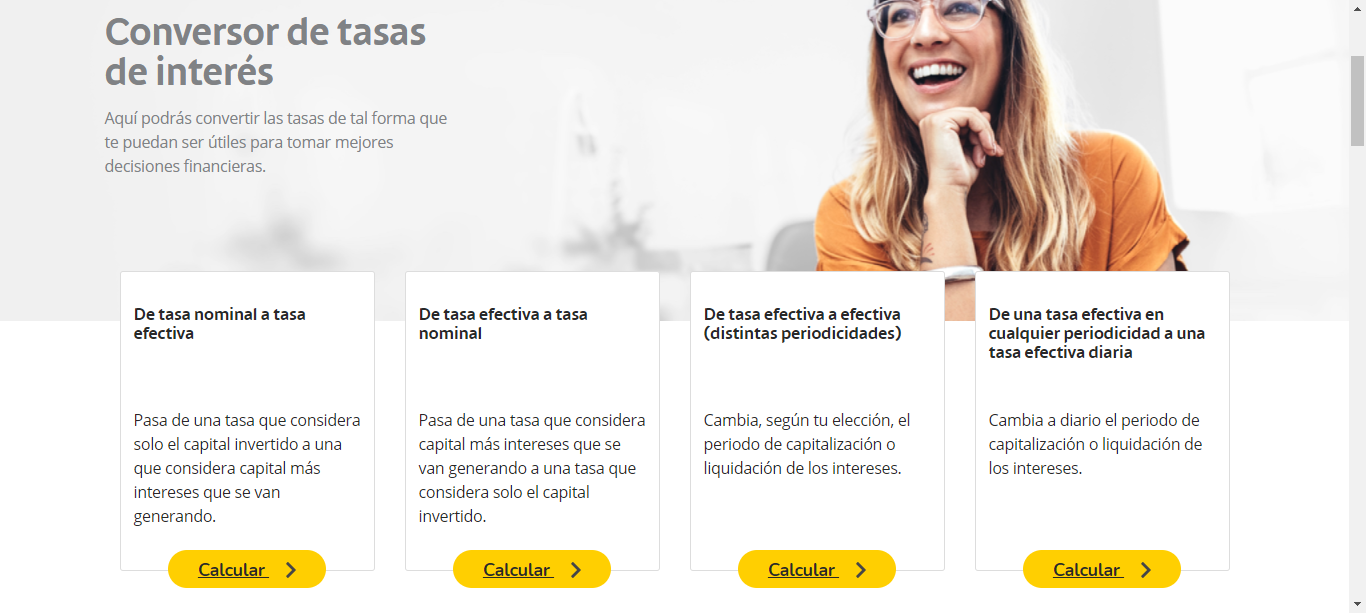 Conversor de tasas
de interés
Aquí podrás convertir las tasas de tal forma que
te puedan ser útiles para tomar mejores
decisiones financieras.
De tasa nominal a tasa
efectiva
Pasa de una tasa que considera
solo el capital invertido a una
que considera capital más
intereses que se van
generando.
Calcular
De tasa efectiva a tasa
nominal
Pasa de una tasa que considera
capital más intereses que se
van generando a una tasa que
considera solo el capital
invertido.
Calcular
De tasa efectiva a efectiva
(distintas periodicidades)
Cambia, según tu elección, el
periodo de capitalización o
liquidación de los intereses.
Calcular
De una tasa efectiva en
cualquier periodicidad a una
tasa efectiva diaria
Cambia a diario el periodo de
capitalización o liquidación de
los intereses.
Calcular